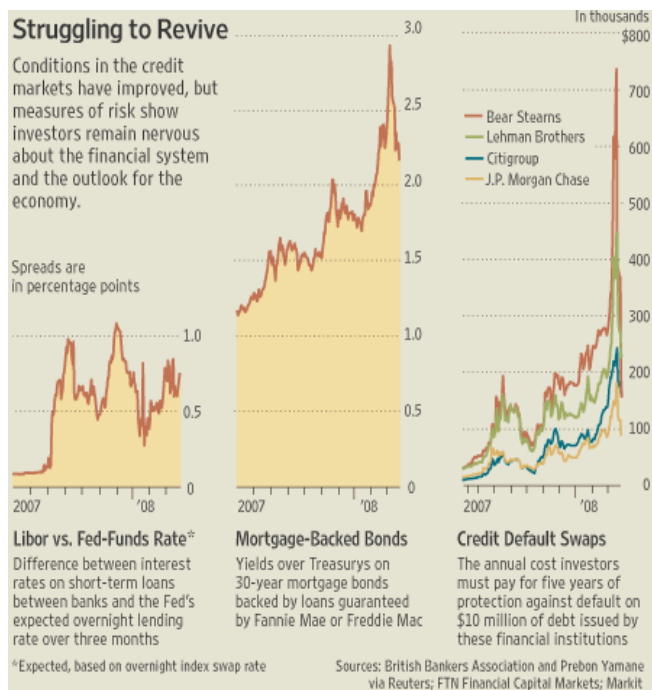 Struggling to Revive
Conditions in the credit
markets have improved, but
measures of risk show
investors remain nervous
about the financial system
and the outlook for the
economy.
Spreads are
in percentage points
1.0
0.5
0
2007
'08
Libor vs. Fed-Funds Rate*
Difference between interest
rates on short-term loans
between banks and the Fed's
expected overnight lending
rate over three months
*Expected, based on overnight index swap rate
3.0
2.5
2.0
1.5
1.0
0.5
0
2007
'08
Mortgage-Backed Bonds
Yields over Treasurys on
30-year mortgage bonds
backed by loans guaranteed
by Fannie Mae or Freddie Mac
In thousands
$800
700
600
500
400
300
200
100
0
Bear Stearns
Lehman Brothers
Citigroup
J.P. Morgan Chase
2007
'08
Credit Default Swaps
The annual cost investors
must pay for five years of
protection against default on
$10 million of debt issued by
these financial institutions
Sources: British Bankers Association and Prebon Yamane
via Reuters; FTN Financial Capital Markets; Markit